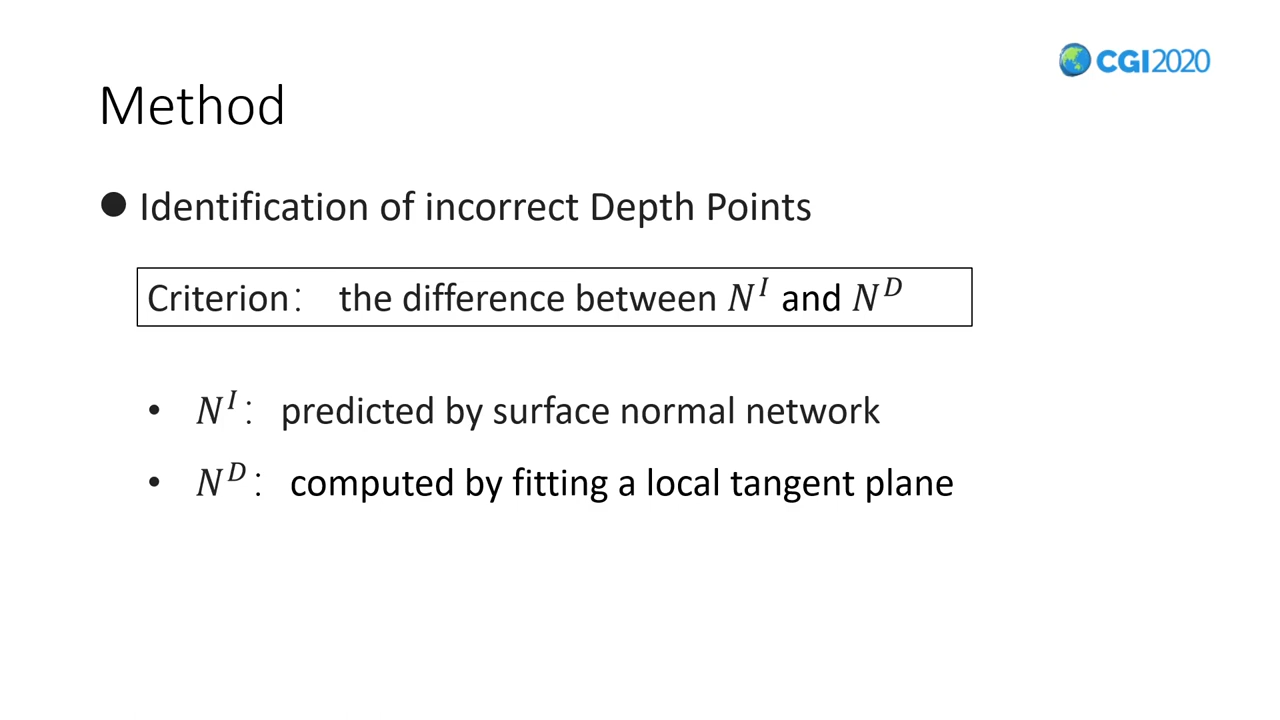 CGI2020
Method
● Identification of incorrect Depth Points
Criterion： the difference between N^I and N^D
• N^I： predicted by surface normal network
• N^D： computed by fitting a local tangent plane